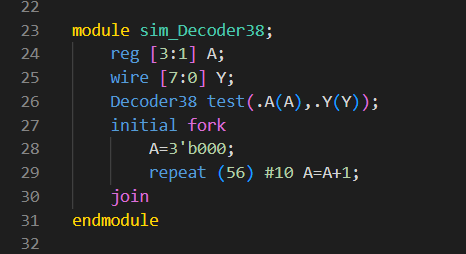 22
23 module sim_Decoder38;
24     reg [3:1] A;
25     wire [7:0] Y;
26     Decoder38 test(.A(A),.Y(Y));
27     initial fork
28         A=3'b000;
29         repeat (56) #10 A=A+1;
30     join
31 endmodule
32